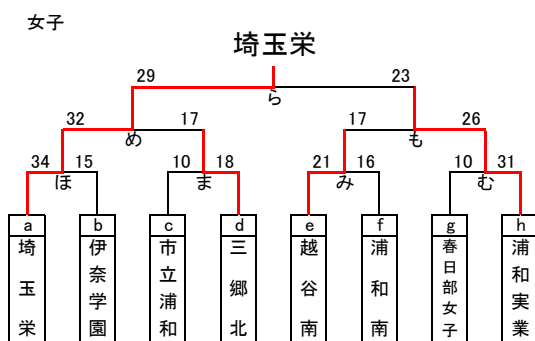 女子
埼玉栄
29 23
ら
32 17 17 26
め も
34 15 10 18 21 16 10 31
ほ ま み む
a b c d e f g h
埼玉栄
伊奈学園
市立浦和
三郷北
越谷南
浦和南
春日部女子
浦和実業